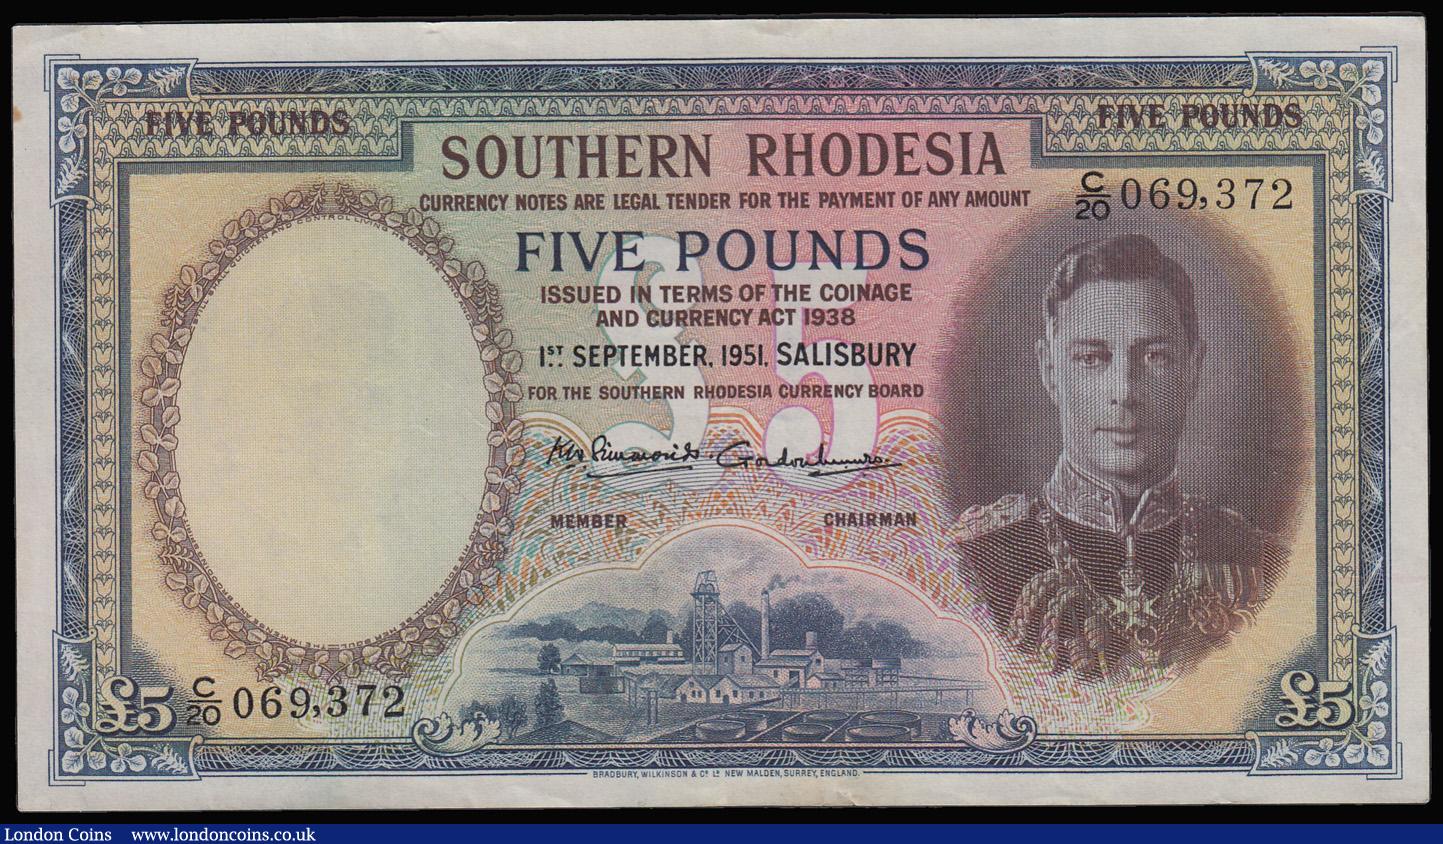 FIVE POUNDS
FIVE POUNDS
SOUTHERN RHODESIA
C/20 069,372
CURRENCY NOTES ARE LEGAL TENDER FOR THE PAYMENT OF ANY AMOUNT
FIVE POUNDS
£5
ISSUED IN TERMS OF THE COINAGE
AND CURRENCY ACT 1938
1ST SEPTEMBER, 1951, SALISBURY
FOR THE SOUTHERN RHODESIA CURRENCY BOARD
MEMBER
CHAIRMAN
£5 C/20 069,372
£5
BRADBURY, WILKINSON & Co. Ld. NEW MALDEN, SURREY, ENGLAND.
London Coins www.londoncoins.co.uk